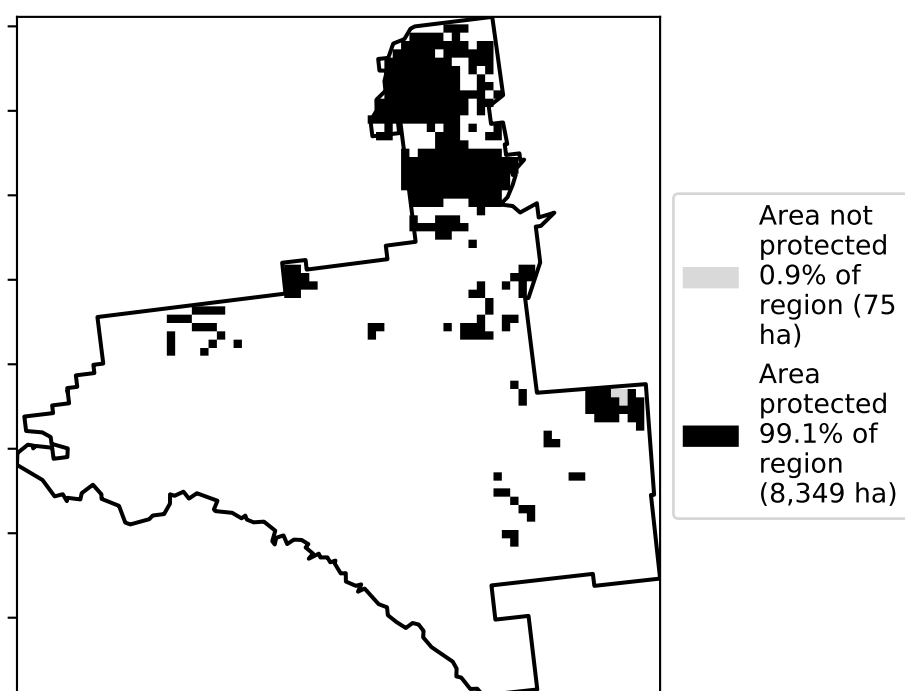 Area not
protected
0.9% of
region (75
ha)
Area
protected
99.1% of
region
(8,349 ha)